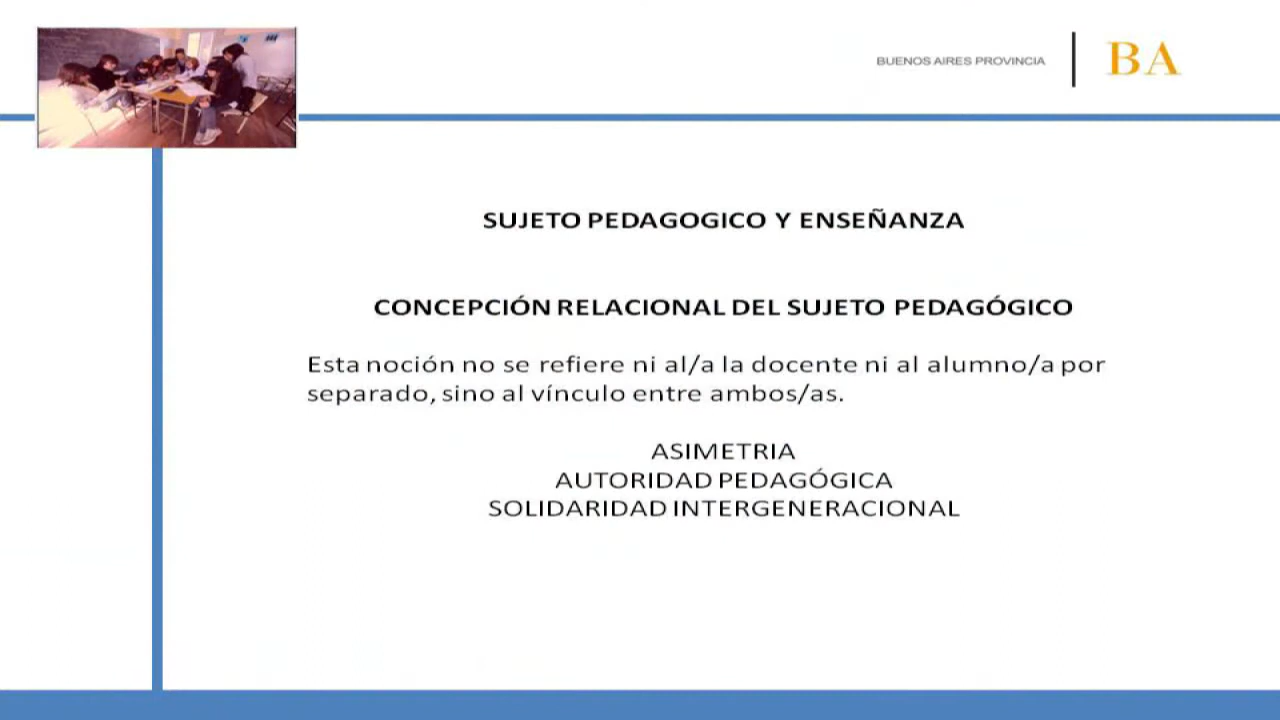 BUENOS AIRES PROVINCIA
BA
SUJETO PEDAGOGICO Y ENSEÑANZA
CONCEPCIÓN RELACIONAL DEL SUJETO PEDAGÓGICO
Esta noción no se refiere ni al/a la docente ni al alumno/a por
separado, sino al vínculo entre ambos/as.
ASIMETRIA
AUTORIDAD PEDAGÓGICA
SOLIDARIDAD INTERGENERACIONAL